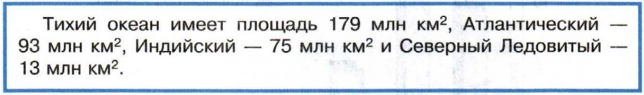 Тихий океан имеет площадь 179 млн км², Атлантический —
93 млн км², Индийский — 75 млн км² и Северный Ледовитый —
13 млн км².